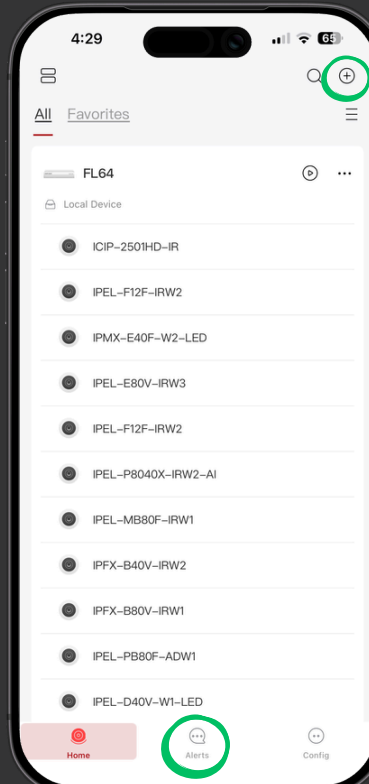 4:29
65
All Favorites
FL64
Local Device
ICIP-2501HD-IR
IPEL-F12F-IRW2
IPMX-E40F-W2-LED
IPEL-E80V-IRW3
IPEL-F12F-IRW2
IPEL-P8040X-IRW2-AI
IPEL-MB80F-IRW1
IPFX-B40V-IRW2
IPFX-B80V-IRW1
IPEL-PB80F-ADW1
IPEL-D40V-W1-LED
Home Alerts Config